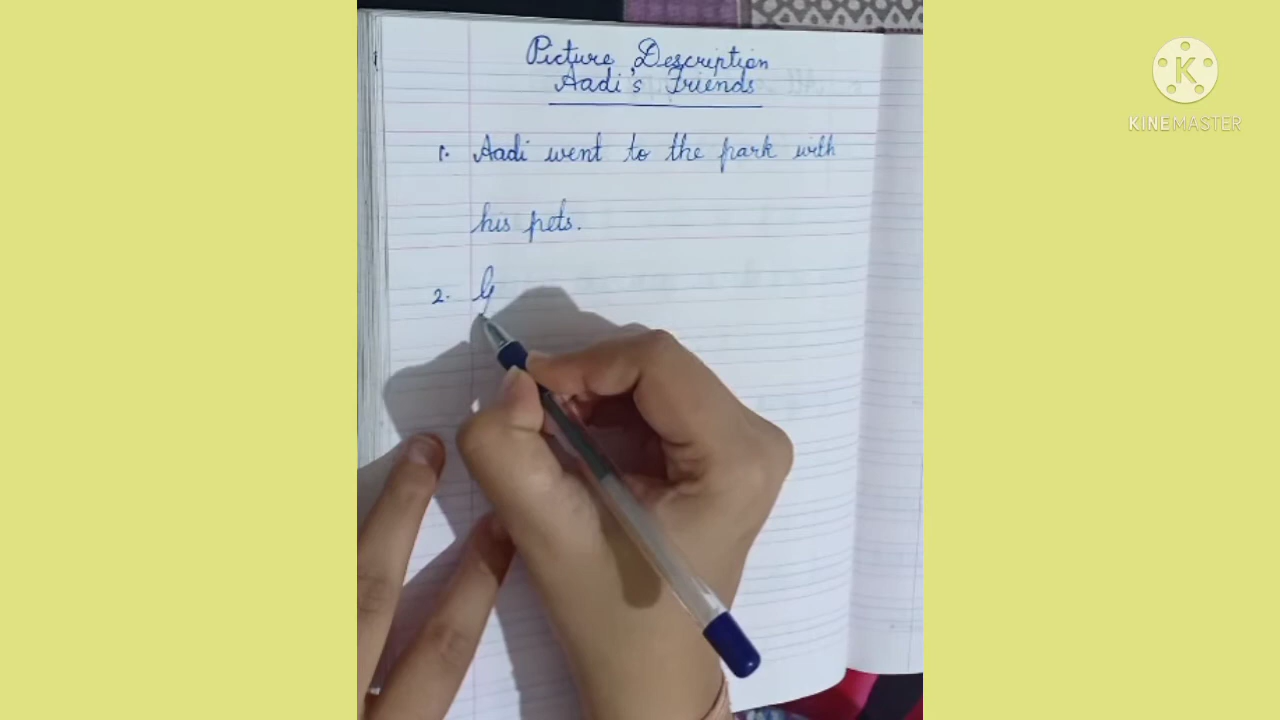 Picture Description
Aadi's Friends
1. Aadi went to the park with
his pets.
2. G
K
KINEMASTER